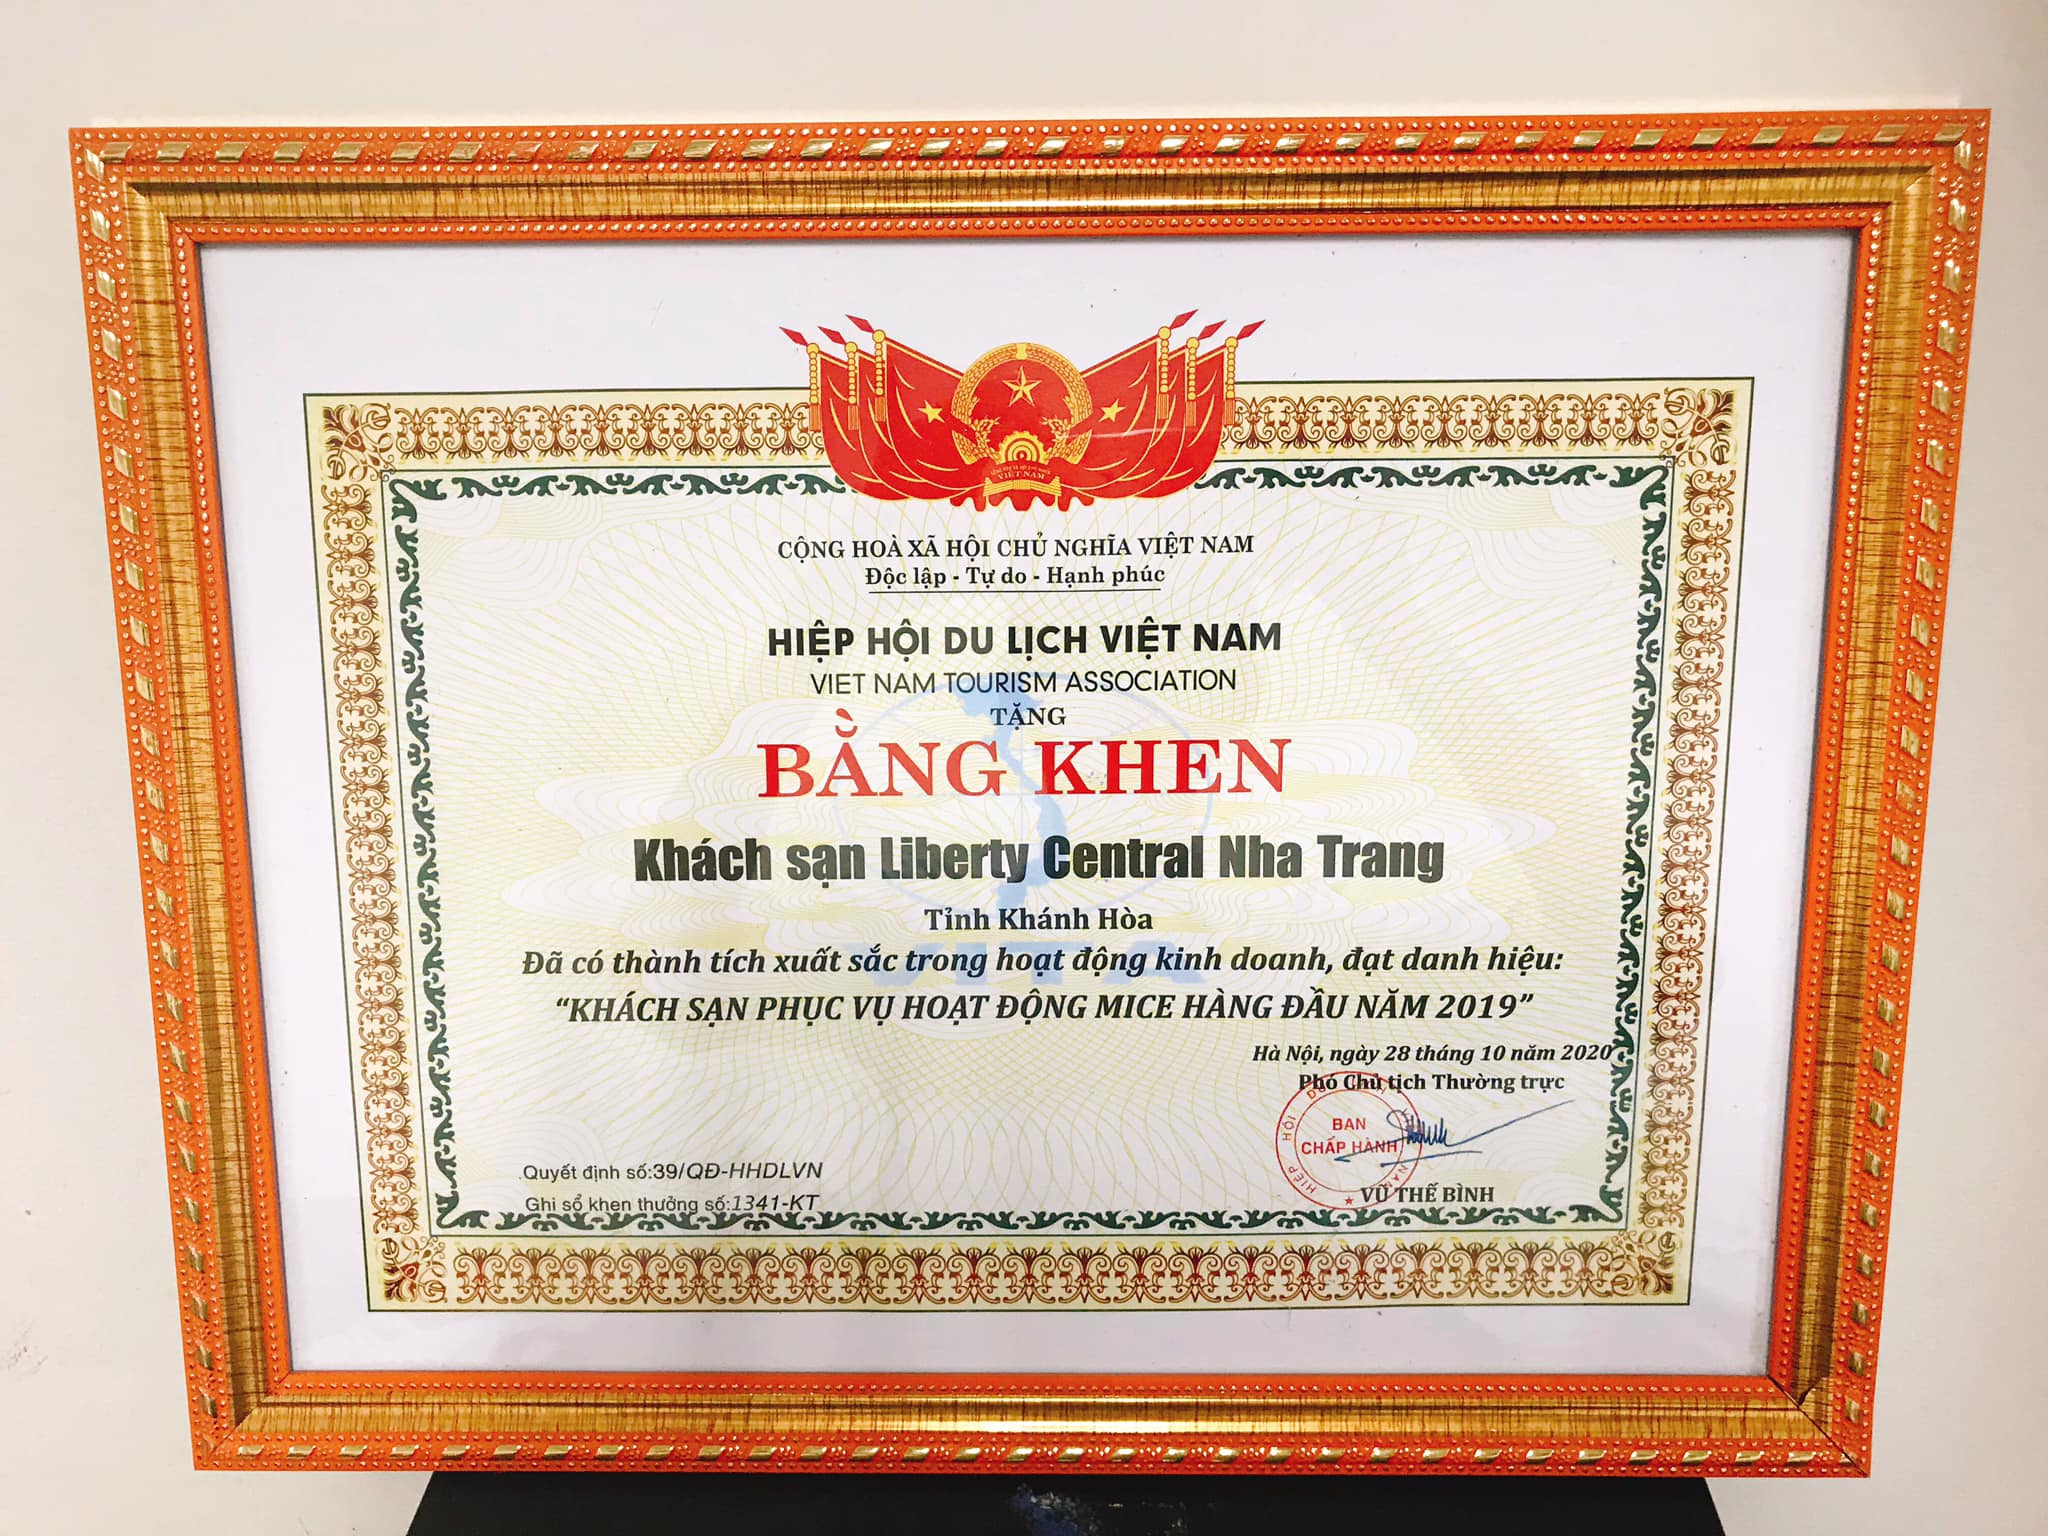 VIỆT NAM
CỘNG HOÀ XÃ HỘI CHỦ NGHĨA VIỆT NAM
Độc lập - Tự do - Hạnh phúc
HIỆP HỘI DU LỊCH VIỆT NAM
VIET NAM TOURISM ASSOCIATION
TẶNG
BẰNG KHEN
Khách sạn Liberty Central Nha Trang
Tỉnh Khánh Hòa
VITA
Đã có thành tích xuất sắc trong hoạt động kinh doanh, đạt danh hiệu:
“KHÁCH SẠN PHỤC VỤ HOẠT ĐỘNG MICE HÀNG ĐẦU NĂM 2019”
Hà Nội, ngày 28 tháng 10 năm 2020
Phó Chủ tịch Thường trực
HIỆP HỘI DU
NAM
BAN
CHẤP HÀNH
VŨ THẾ BÌNH
Quyết định số:39/QĐ-HHDLVN
Ghi sổ khen thưởng số:1341-KT